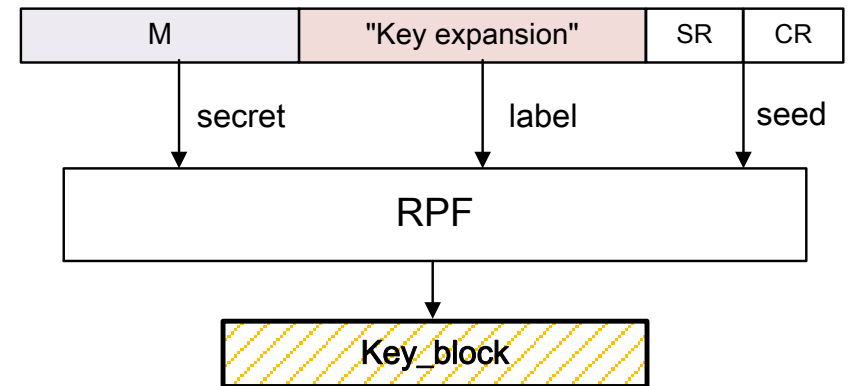 M "Key expansion" SR CR
secret label seed
RPF
Key_block